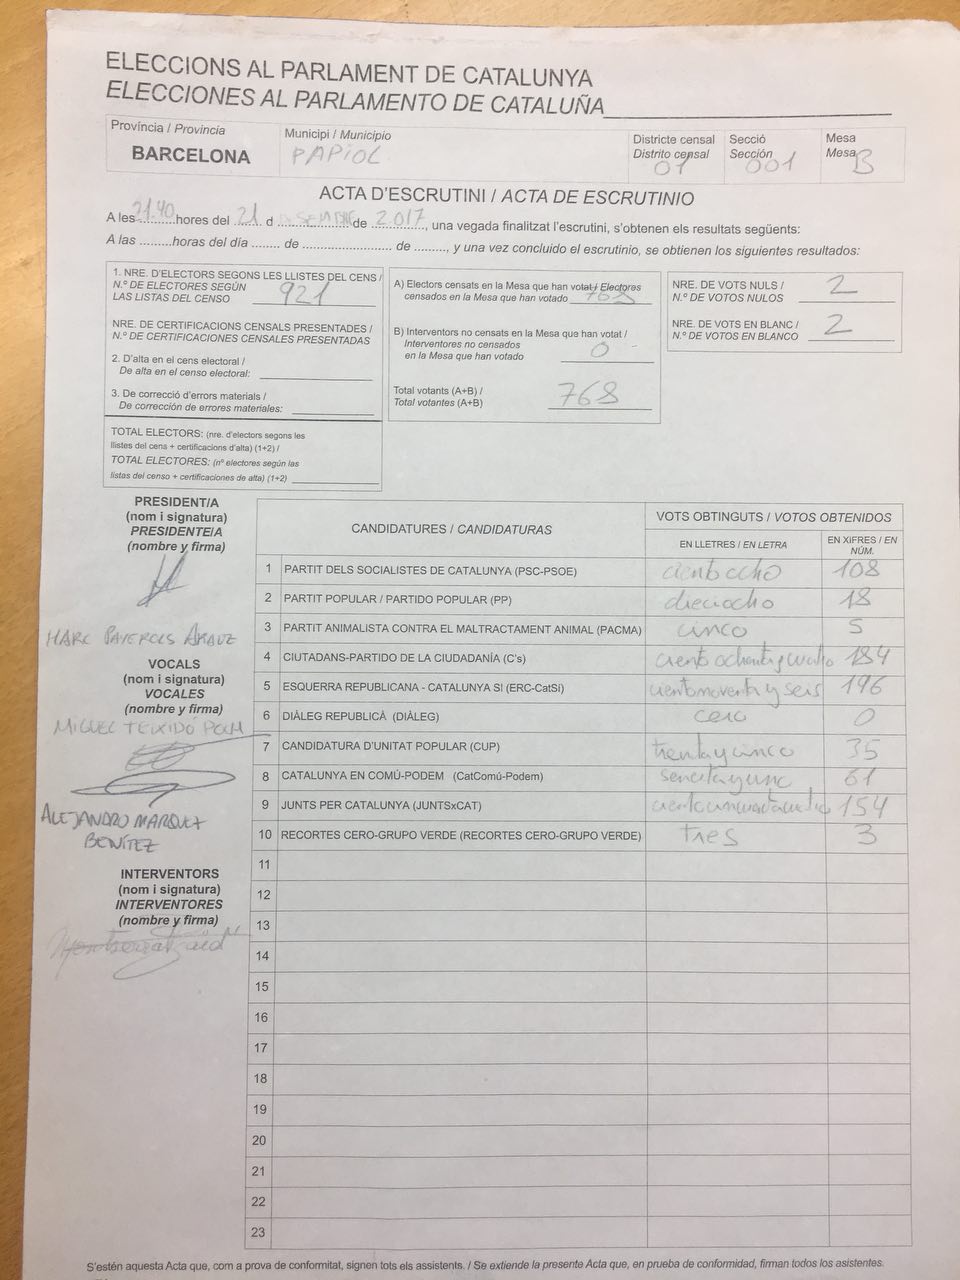 ELECCIONS AL PARLAMENT DE CATALUNYA
ELECCIONES AL PARLAMENTO DE CATALUÑA
Província / Provincia
BARCELONA
Municipi / Municipio
PAPIOL
Districte censal
Distrito censal
01
Secció
Sección
001
Mesa
Mesa
B
ACTA D'ESCRUTINI / ACTA DE ESCRUTINIO
A les 21.40 hores del 21 d DESEMBRE de 2.017, una vegada finalitzat l'escrutini, s'obtenen els resultats següents:
A las .........horas del día ........ de ......................... de .........., y una vez concluido el escrutinio, se obtienen los siguientes resultados:
1. NRE. D'ELECTORS SEGONS LES LLISTES DEL CENS /
N.º DE ELECTORES SEGÚN
LAS LISTAS DEL CENSO 921
NRE. DE CERTIFICACIONS CENSALS PRESENTADES /
N.º DE CERTIFICACIONES CENSALES PRESENTADAS
2. D'alta en el cens electoral /
De alta en el censo electoral:
3. De correcció d'errors materials /
De corrección de errores materiales:
TOTAL ELECTORS: (nre. d'electors segons les
llistes del cens + certificacions d'alta) (1+2) /
TOTAL ELECTORES: (nº electores según las
listas del censo + certificaciones de alta) (1+2)
A) Electors censats en la Mesa que han votat / Electores
censados en la Mesa que han votado 768
B) Interventors no censats en la Mesa que han votat /
Interventores no censados
en la Mesa que han votado 0
Total votants (A+B) /
Total votantes (A+B) 768
NRE. DE VOTS NULS /
N.º DE VOTOS NULOS 2
NRE. DE VOTS EN BLANC /
N.º DE VOTOS EN BLANCO 2
PRESIDENT/A
(nom i signatura)
PRESIDENTE/A
(nombre y firma)
MARC PAYEROLS ARAUZ
VOCALS
(nom i signatura)
VOCALES
(nombre y firma)
MIGUEL TEIXIDÓ
ALEJANDRO MARQUEZ
BENÍTEZ
INTERVENTORS
(nom i signatura)
INTERVENTORES
(nombre y firma)
Montserrat
CANDIDATURES / CANDIDATURAS
VOTS OBTINGUTS / VOTOS OBTENIDOS
EN LLETRES / EN LETRA
EN XIFRES / EN
NÚM.
1 PARTIT DELS SOCIALISTES DE CATALUNYA (PSC-PSOE) ciento ocho 108
2 PARTIT POPULAR / PARTIDO POPULAR (PP) dieciocho 18
3 PARTIT ANIMALISTA CONTRA EL MALTRACTAMENT ANIMAL (PACMA) cinco 5
4 CIUTADANS-PARTIDO DE LA CIUDADANÍA (C's) ciento ochenta y cuatro 184
5 ESQUERRA REPUBLICANA - CATALUNYA SI (ERC-CatSí) ciento noventa y seis 196
6 DIÀLEG REPUBLICÀ (DIÀLEG) cero 0
7 CANDIDATURA D'UNITAT POPULAR (CUP) treinta y cinco 35
8 CATALUNYA EN COMÚ-PODEM (CatComú-Podem) sesenta y uno 61
9 JUNTS PER CATALUNYA (JUNTSxCAT) ciento cincuenta cuatro 154
10 RECORTES CERO-GRUPO VERDE (RECORTES CERO-GRUPO VERDE) tres 3
11
12
13
14
15
16
17
18
19
20
21
22
23
S'estén aquesta Acta que, com a prova de conformitat, signen tots els assistents. / Se extiende la presente Acta que, en prueba de conformidad, firman todos los asistentes.